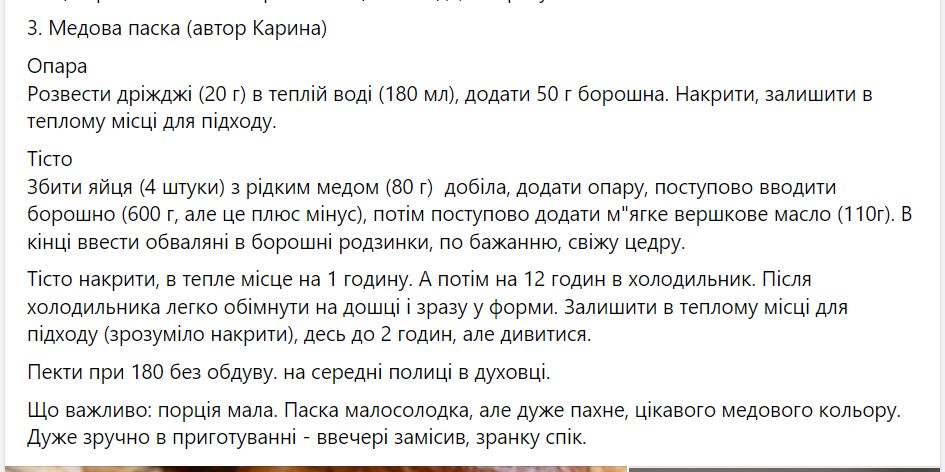 3. Медова паска (автор Карина)
Опара
Розвести дріжджі (20 г) в теплій воді (180 мл), додати 50 г борошна. Накрити, залишити в
теплому місці для підходу.
Тісто
Збити яйця (4 штуки) з рідким медом (80 г)  добіла, додати опару, поступово вводити
борошно (600 г, але це плюс мінус), потім поступово додати м"ягке вершкове масло (110г). В
кінці ввести обваляні в борошні родзинки, по бажанню, свіжу цедру.
Тісто накрити, в тепле місце на 1 годину. А потім на 12 годин в холодильник. Після
холодильника легко обімнути на дошці і зразу у форми. Залишити в теплому місці для
підходу (зрозуміло накрити), десь до 2 годин, але дивитися.
Пекти при 180 без обдуву. на середні полиці в духовці.
Що важливо: порція мала. Паска малосолодка, але дуже пахне, цікавого медового кольору.
Дуже зручно в приготуванні - ввечері замісив, зранку спік.